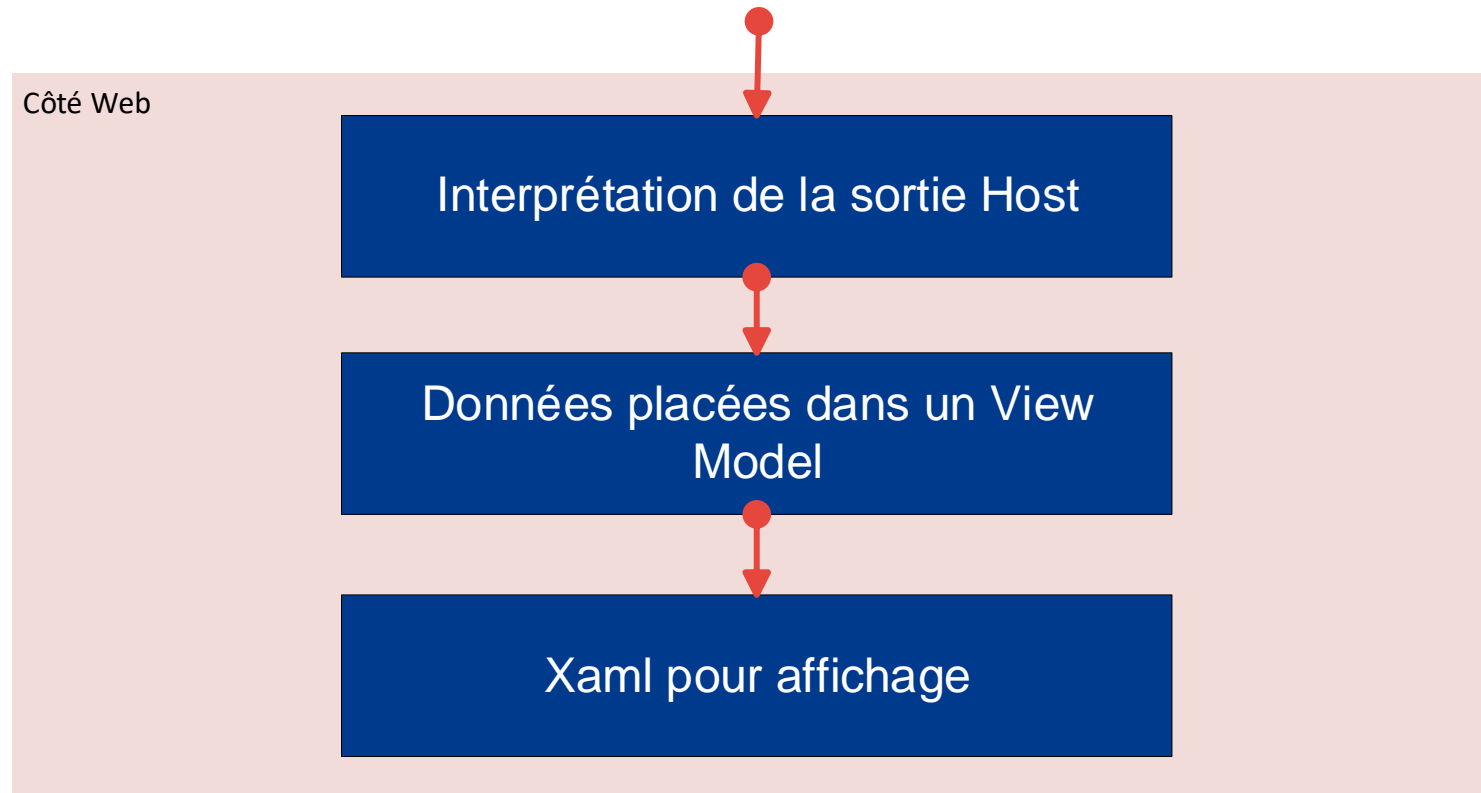 Côté Web
Interprétation de la sortie Host
Données placées dans un View
Model
Xaml pour affichage